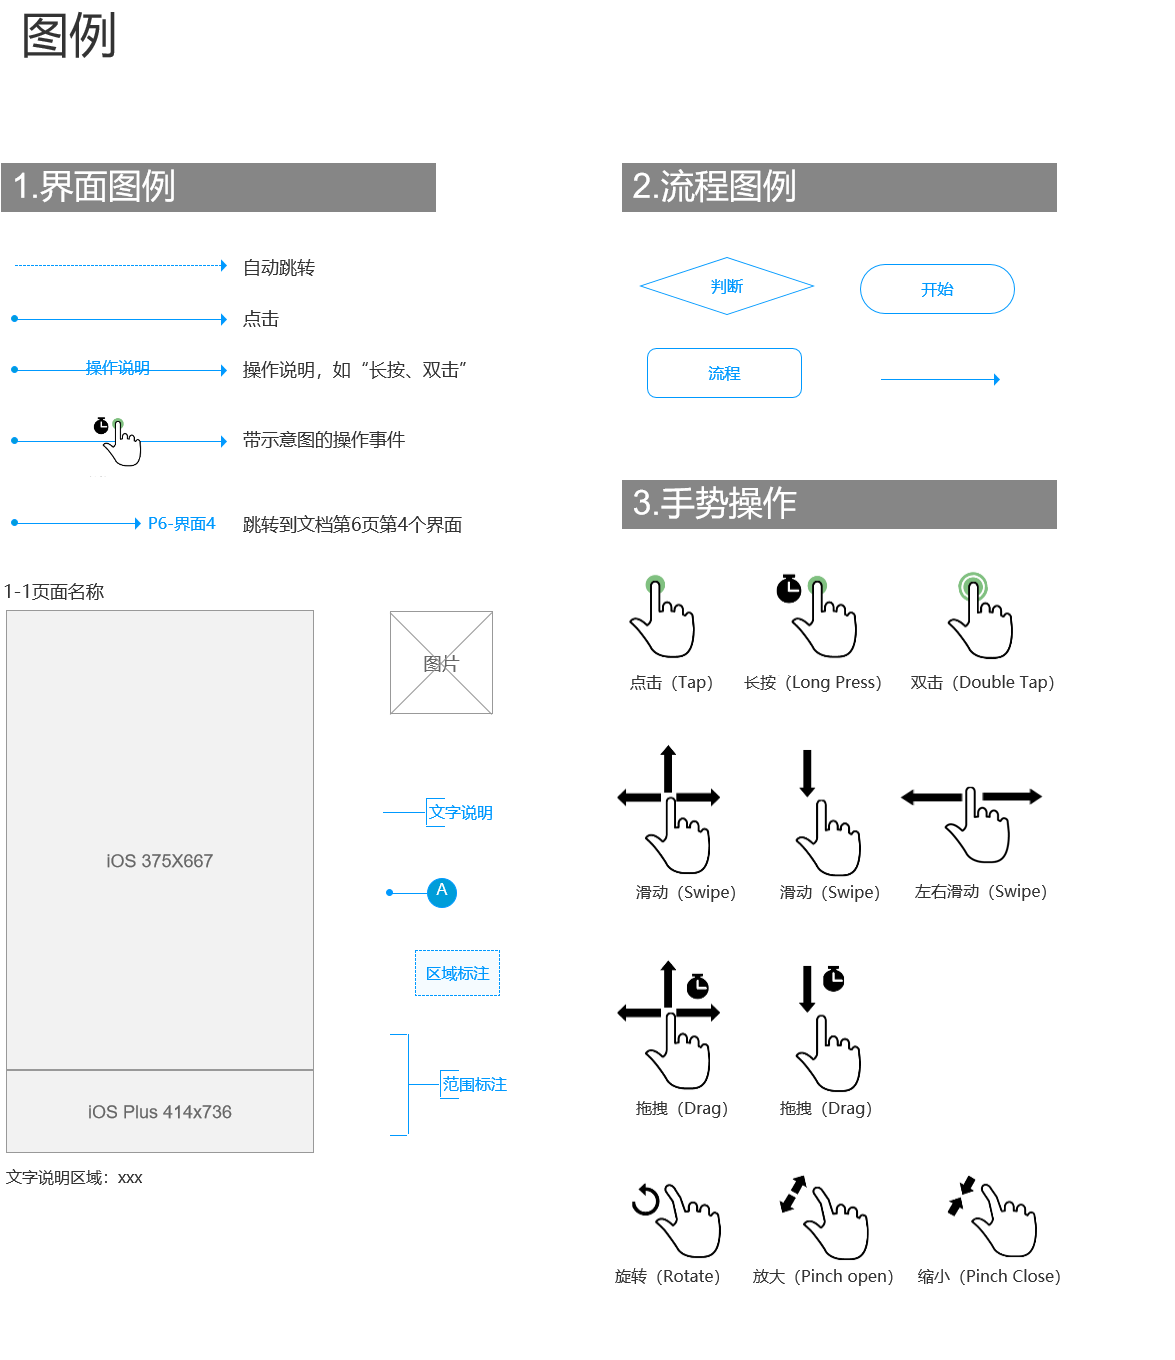 图例
1.界面图例
自动跳转
点击
操作说明
操作说明，如“长按、双击”
带示意图的操作事件
P6-界面4
跳转到文档第6页第4个界面
1-1页面名称
iOS 375X667
iOS Plus 414x736
文字说明区域：xxx
图片
文字说明
A
区域标注
范围标注
2.流程图例
判断
开始
流程
3.手势操作
点击（Tap）
长按（Long Press）
双击（Double Tap）
滑动（Swipe）
滑动（Swipe）
左右滑动（Swipe）
拖拽（Drag）
拖拽（Drag）
旋转（Rotate）
放大（Pinch open）
缩小（Pinch Close）